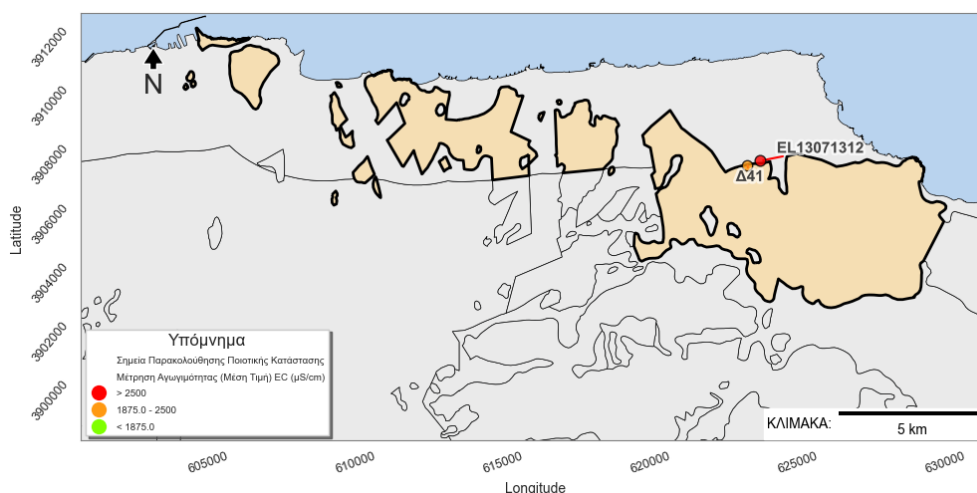 3912000
3910000
3908000
3906000
3904000
3902000
3900000
Latitude
N
EL13071312
Δ41
Υπόμνημα
Σημεία Παρακολούθησης Ποιοτικής Κατάστασης
Μέτρηση Αγωγιμότητας (Μέση Τιμή) EC (μS/cm)
> 2500
1875.0 - 2500
< 1875.0
ΚΛΙΜΑΚΑ:
5 km
605000
610000
615000
620000
625000
630000
Longitude